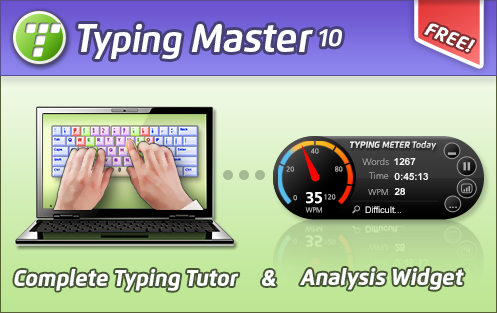 Typing Master 10
FREE!
TYPING METER Today
Words 1267
Time 0:45:13
WPM 28
Difficult...
0
20
40
80
120
35
WPM
Complete Typing Tutor & Analysis Widget